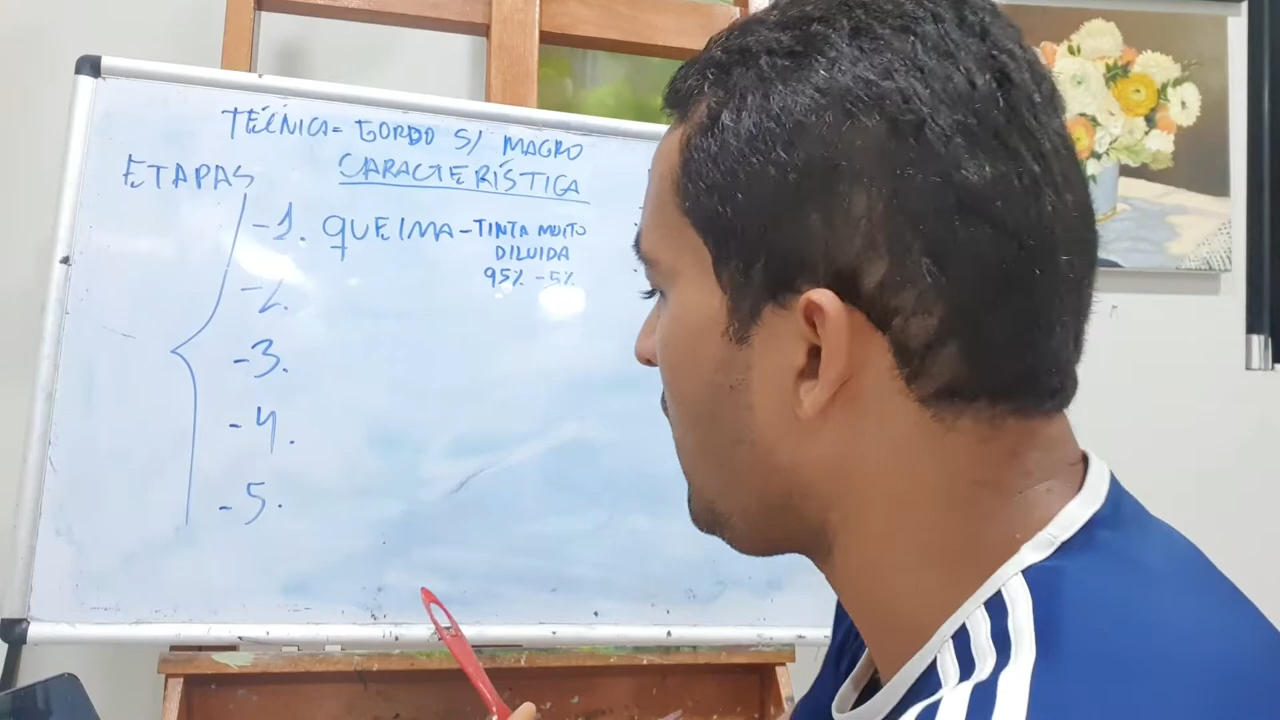 TÉCNICA = GORDO S/ MAGRO
CARACTERÍSTICA
ETAPAS
-1. QUEIMA - TINTA MUITO
DILUIDA
95% - 5%
-2.
-3.
-4.
-5.